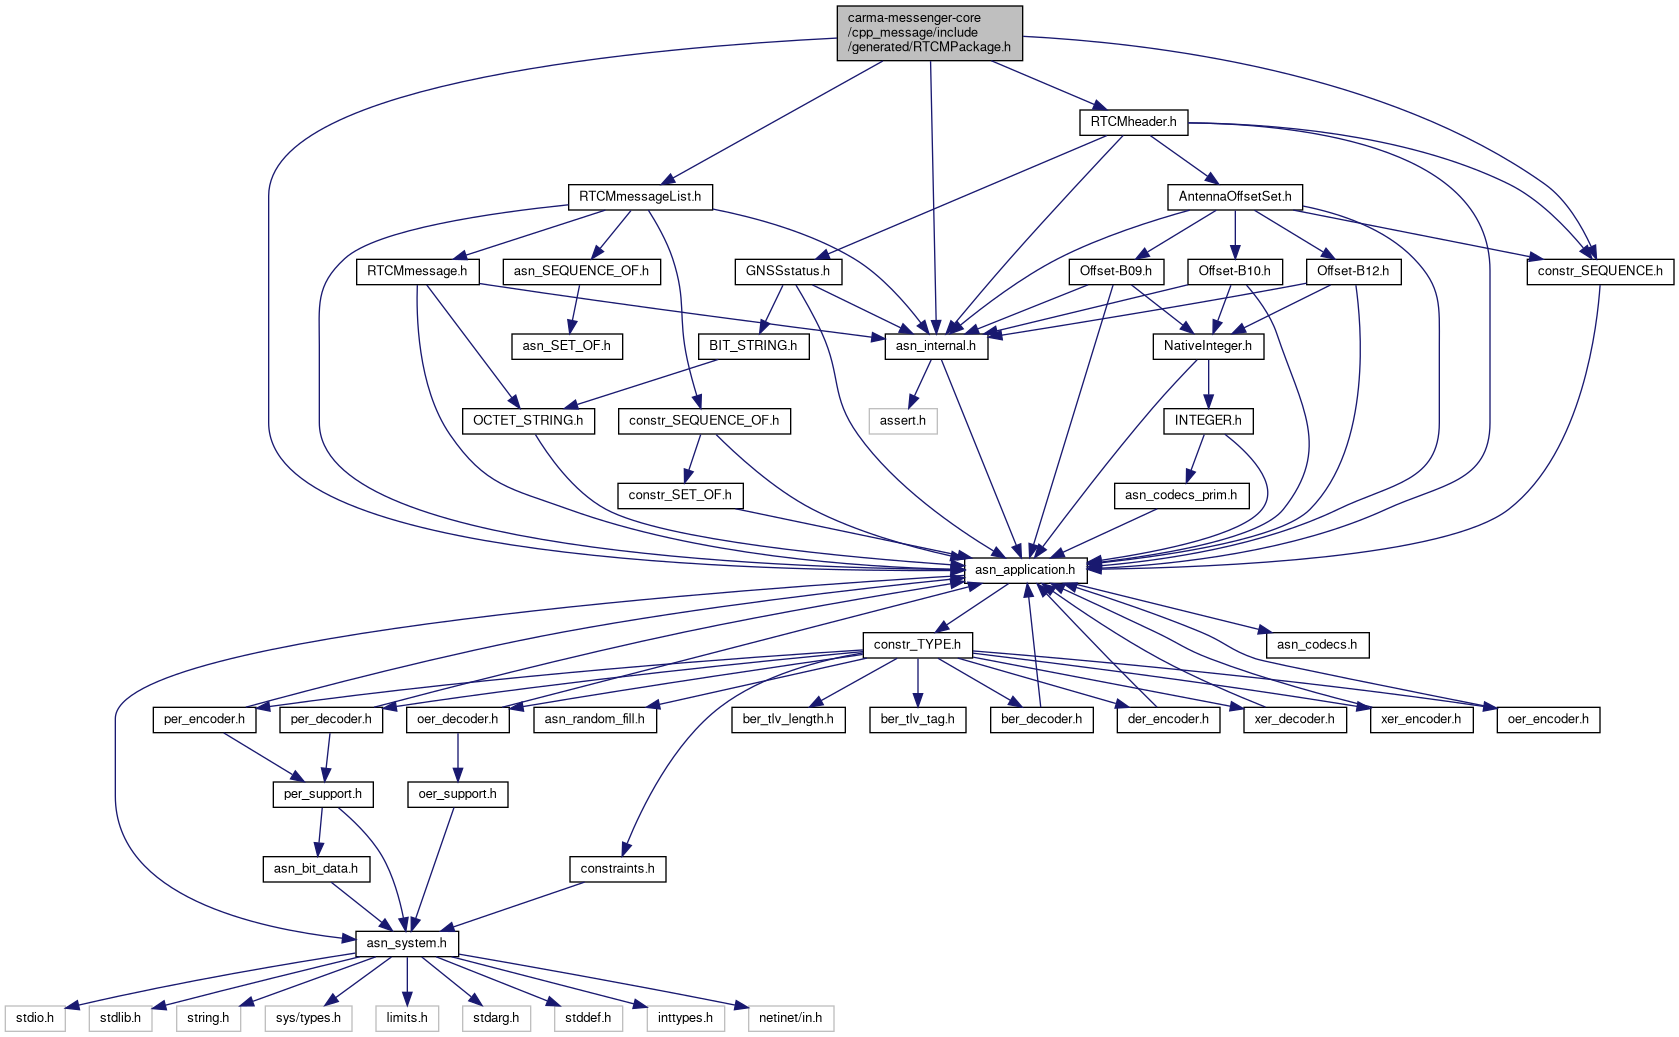 carma-messenger-core
/cpp_message/include
/generated/RTCMPackage.h
RTCMheader.h
RTCMmessageList.h
AntennaOffsetSet.h
RTCMmessage.h
asn_SEQUENCE_OF.h
GNSSstatus.h
Offset-B09.h
Offset-B10.h
Offset-B12.h
constr_SEQUENCE.h
asn_SET_OF.h
BIT_STRING.h
asn_internal.h
NativeInteger.h
OCTET_STRING.h
constr_SEQUENCE_OF.h
assert.h
INTEGER.h
constr_SET_OF.h
asn_codecs_prim.h
asn_application.h
constr_TYPE.h
asn_codecs.h
per_encoder.h
per_decoder.h
oer_decoder.h
asn_random_fill.h
ber_tlv_length.h
ber_tlv_tag.h
ber_decoder.h
der_encoder.h
xer_decoder.h
xer_encoder.h
oer_encoder.h
per_support.h
oer_support.h
asn_bit_data.h
constraints.h
asn_system.h
stdio.h
stdlib.h
string.h
sys/types.h
limits.h
stdarg.h
stddef.h
inttypes.h
netinet/in.h